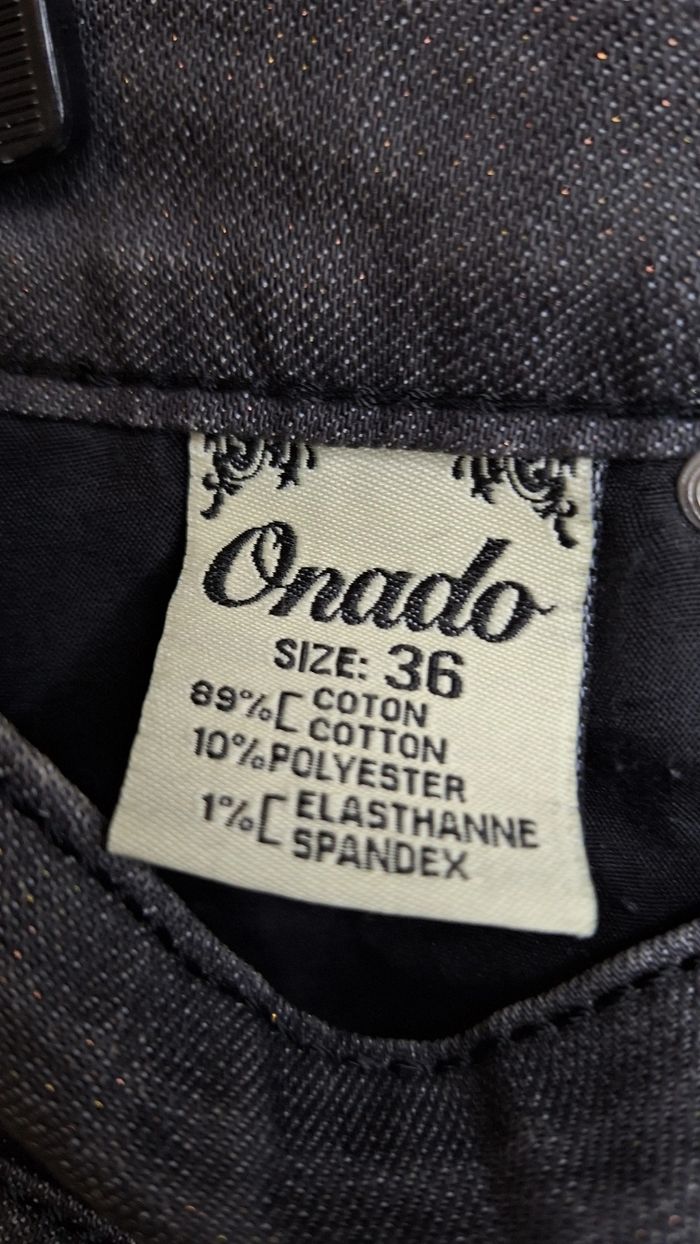 Onado
SIZE: 36
89% [ COTON
COTTON
10% POLYESTER
1% [ ELASTHANNE
SPANDEX